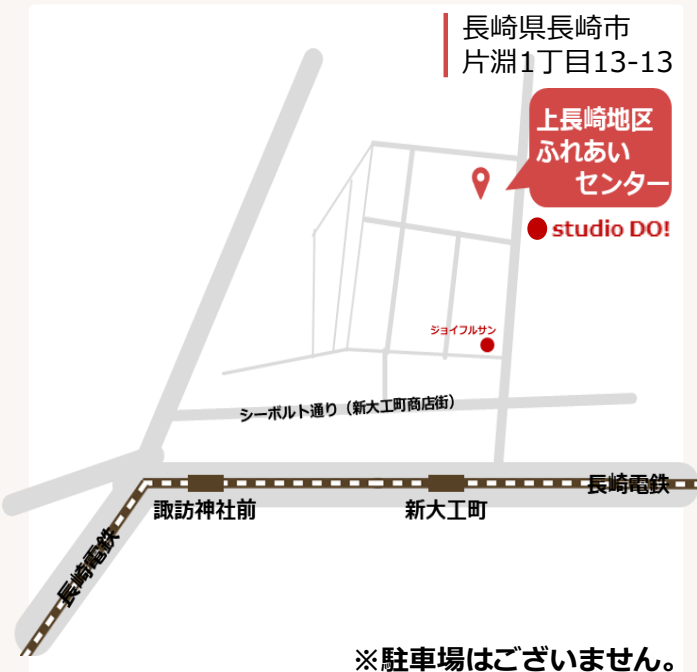 長崎県長崎市
片淵1丁目13-13
上長崎地区
ふれあい
センター
studio DO!
ジョイフルサン
シーボルト通り（新大工町商店街）
長崎電鉄
諏訪神社前
新大工町
長崎電鉄
※駐車場はございません。